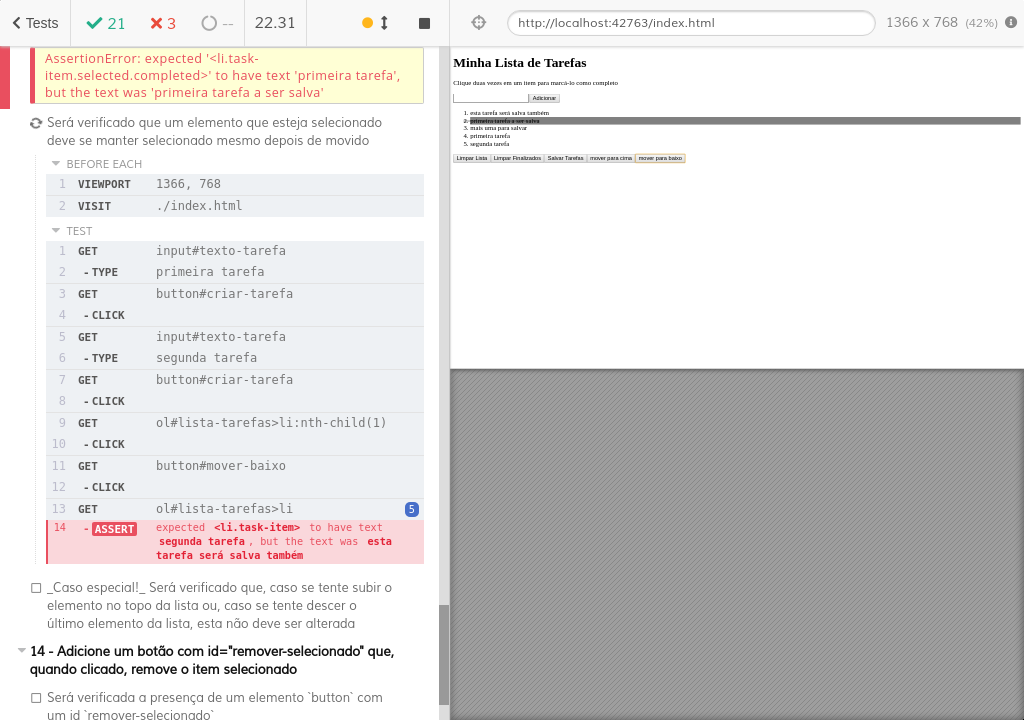 Tests
21
3
--
22.31
http://localhost:42763/index.html
1366 x 768 (42%)
AssertionError: expected '<li.task-
item.selected.completed>' to have text 'primeira tarefa',
but the text was 'primeira tarefa a ser salva'
Será verificado que um elemento que esteja selecionado
deve se manter selecionado mesmo depois de movido
BEFORE EACH
1 VIEWPORT 1366, 768
2 VISIT ./index.html
TEST
1 GET input#texto-tarefa
2 -TYPE primeira tarefa
3 GET button#criar-tarefa
4 -CLICK
5 GET input#texto-tarefa
6 -TYPE segunda tarefa
7 GET button#criar-tarefa
8 -CLICK
9 GET ol#lista-tarefas>li:nth-child(1)
10 -CLICK
11 GET button#mover-baixo
12 -CLICK
13 GET ol#lista-tarefas>li 5
14 -ASSERT expected <li.task-item> to have text
segunda tarefa, but the text was esta
tarefa será salva também
_Caso especial!_ Será verificado que, caso se tente subir o
elemento no topo da lista ou, caso se tente descer o
último elemento da lista, esta não deve ser alterada
14 - Adicione um botão com id="remover-selecionado" que,
quando clicado, remove o item selecionado
Será verificada a presença de um elemento `button` com
um id `remover-selecionado`
Minha Lista de Tarefas
Clique duas vezes em um item para marcá-lo como completo
Adicionar
1. esta tarefa será salva também
2. primeira tarefa a ser salva
3. mais uma para salvar
4. primeira tarefa
5. segunda tarefa
Limpar Lista Limpar Finalizados Salvar Tarefas mover para cima mover para baixo